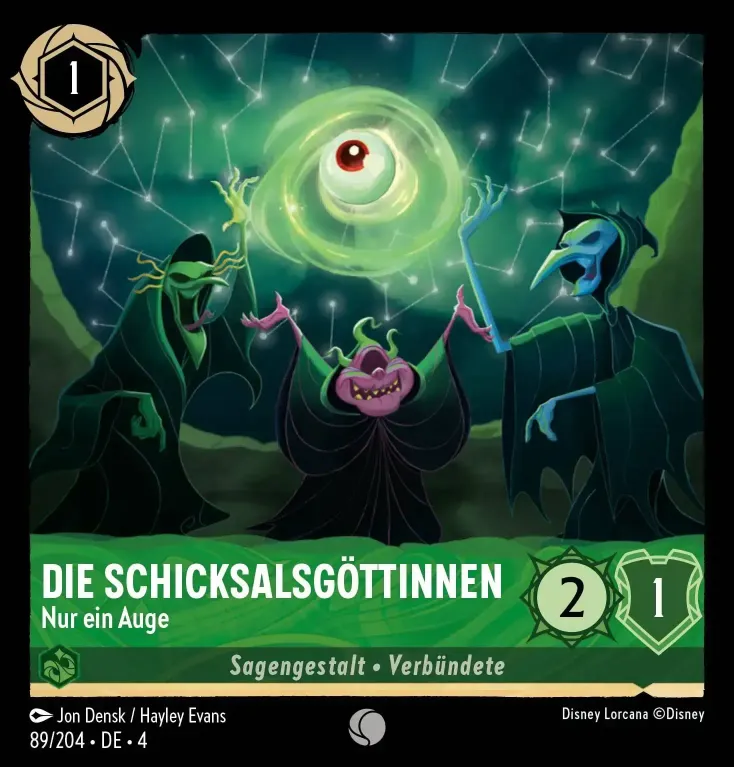 1
DIE SCHICKSALSGÖTTINNEN
Nur ein Auge
2
1
Sagengestalt • Verbündete
Jon Densk / Hayley Evans
Disney Lorcana ©Disney
89/204 • DE • 4